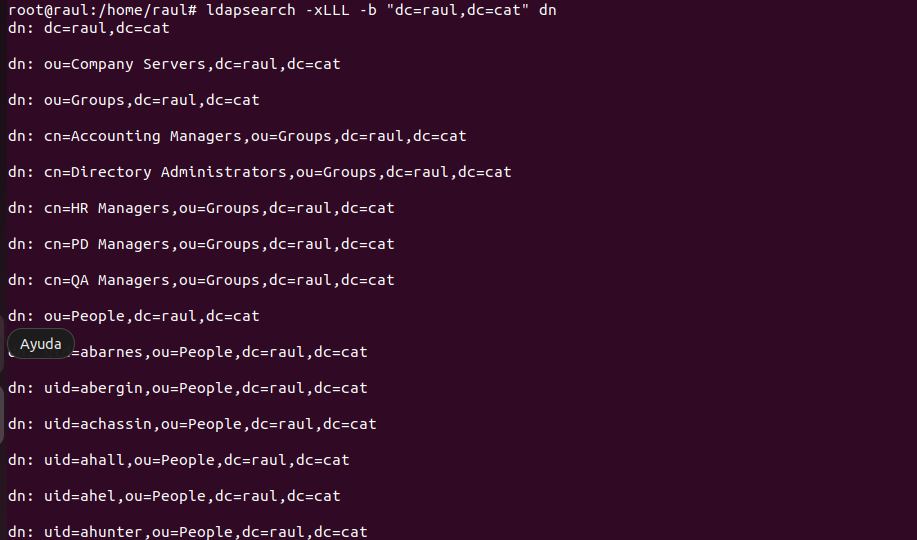 root@raul:/home/raul# ldapsearch -xLLL -b "dc=raul,dc=cat" dn
dn: dc=raul,dc=cat
dn: ou=Company Servers,dc=raul,dc=cat
dn: ou=Groups,dc=raul,dc=cat
dn: cn=Accounting Managers,ou=Groups,dc=raul,dc=cat
dn: cn=Directory Administrators,ou=Groups,dc=raul,dc=cat
dn: cn=HR Managers,ou=Groups,dc=raul,dc=cat
dn: cn=PD Managers,ou=Groups,dc=raul,dc=cat
dn: cn=QA Managers,ou=Groups,dc=raul,dc=cat
dn: ou=People,dc=raul,dc=cat
Ayuda
=abarnes,ou=People,dc=raul,dc=cat
dn: uid=abergin,ou=People,dc=raul,dc=cat
dn: uid=achassin,ou=People,dc=raul,dc=cat
dn: uid=ahall,ou=People,dc=raul,dc=cat
dn: uid=ahel,ou=People,dc=raul,dc=cat
dn: uid=ahunter,ou=People,dc=raul,dc=cat